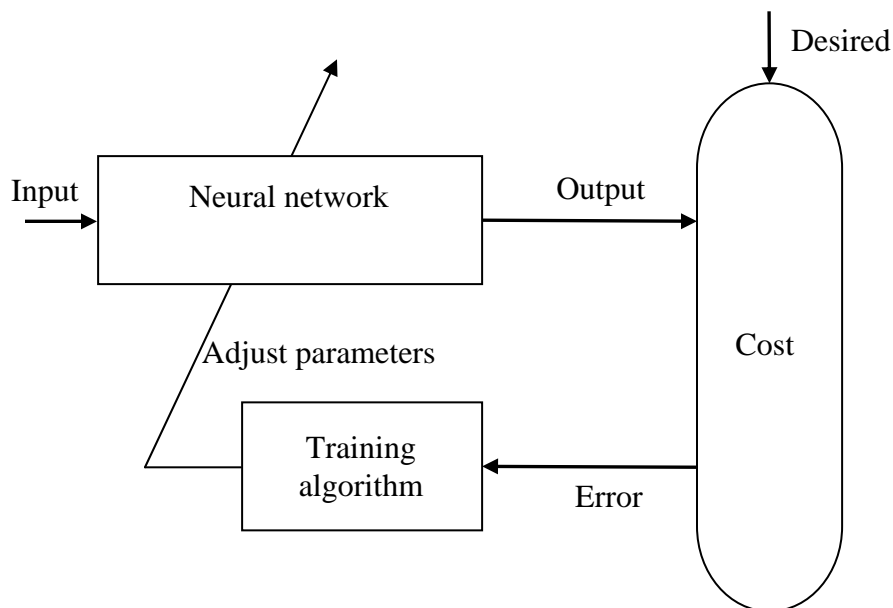 Desired
Input
Neural network
Output
Adjust parameters
Cost
Training
algorithm
Error